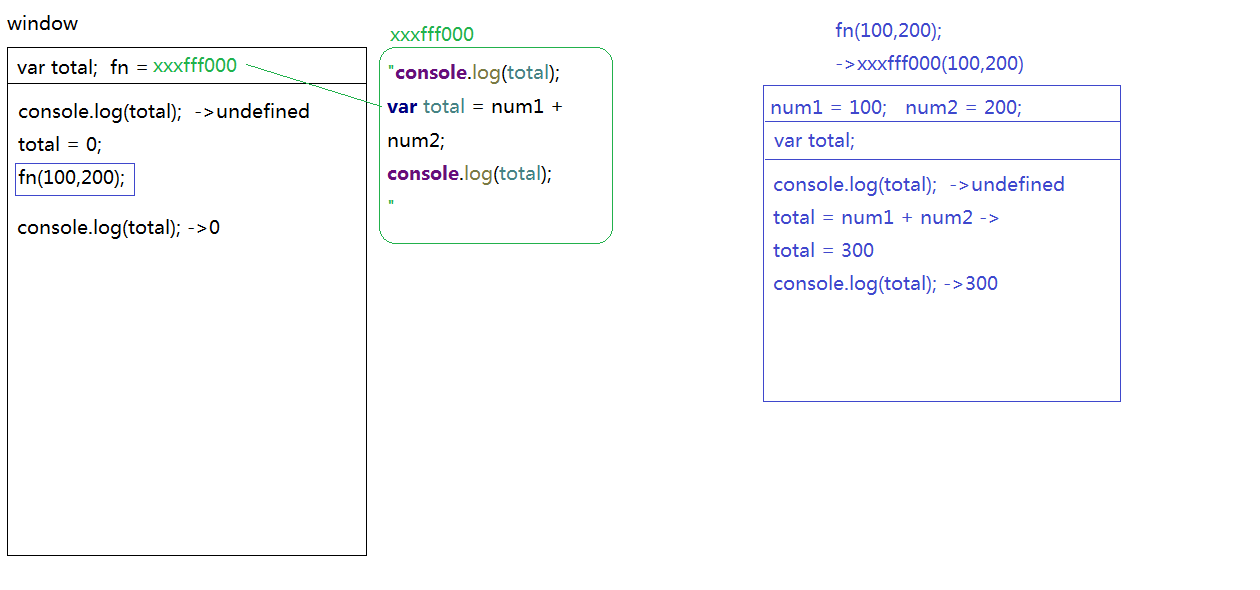 window
var total;  fn = xxxfff000
console.log(total);  ->undefined
total = 0;
fn(100,200);
console.log(total); ->0
xxxfff000
"console.log(total);
var total = num1 +
num2;
console.log(total);
"
fn(100,200);
->xxxfff000(100,200)
num1 = 100;   num2 = 200;
var total;
console.log(total);  ->undefined
total = num1 + num2 ->
total = 300
console.log(total); ->300